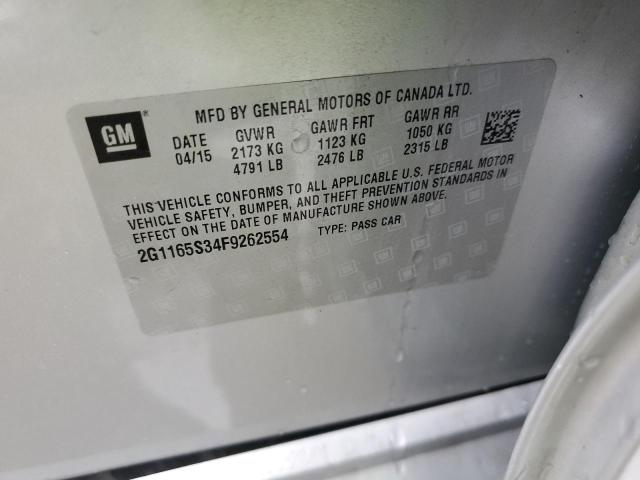 MFD BY GENERAL MOTORS OF CANADA LTD.
GM
DATE GVWR GAWR FRT GAWR RR
04/15 2173 KG 1123 KG 1050 KG
4791 LB 2476 LB 2315 LB
THIS VEHICLE CONFORMS TO ALL APPLICABLE U.S. FEDERAL MOTOR
VEHICLE SAFETY, BUMPER, AND THEFT PREVENTION STANDARDS IN
EFFECT ON THE DATE OF MANUFACTURE SHOWN ABOVE.
2G1165S34F9262554 TYPE: PASS CAR